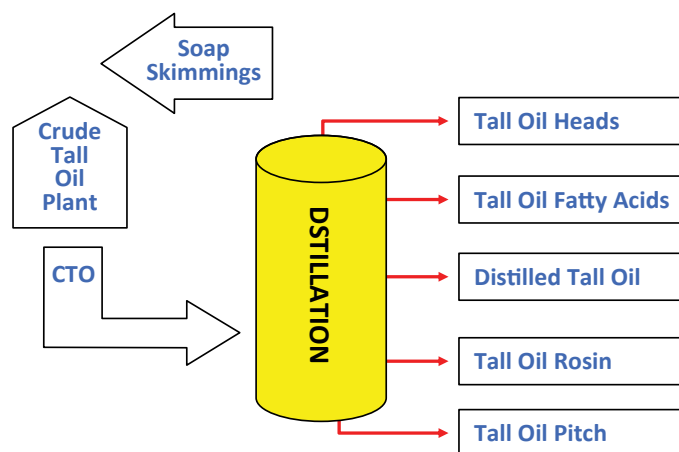 Soap
Skimmings
Crude
Tall
Oil
Plant
CTO
DSTILLATION
Tall Oil Heads
Tall Oil Fatty Acids
Distilled Tall Oil
Tall Oil Rosin
Tall Oil Pitch